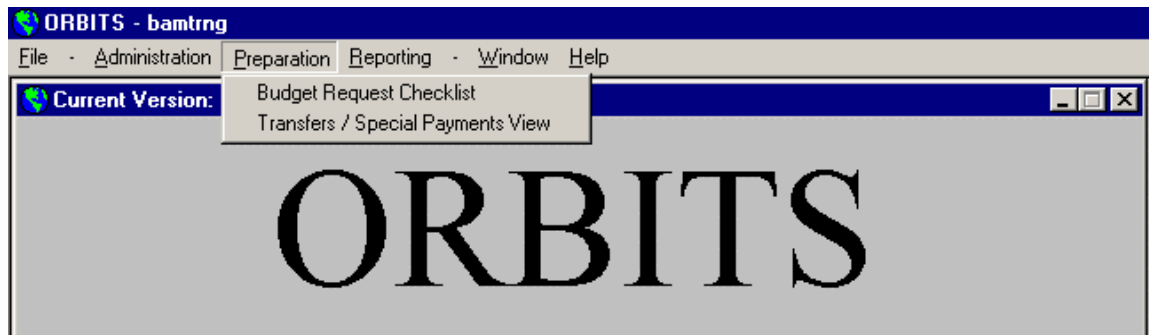 ORBITS - bamtrng
File - Administration Preparation Reporting - Window Help
Current Version:
Budget Request Checklist
Transfers / Special Payments View
ORBITS